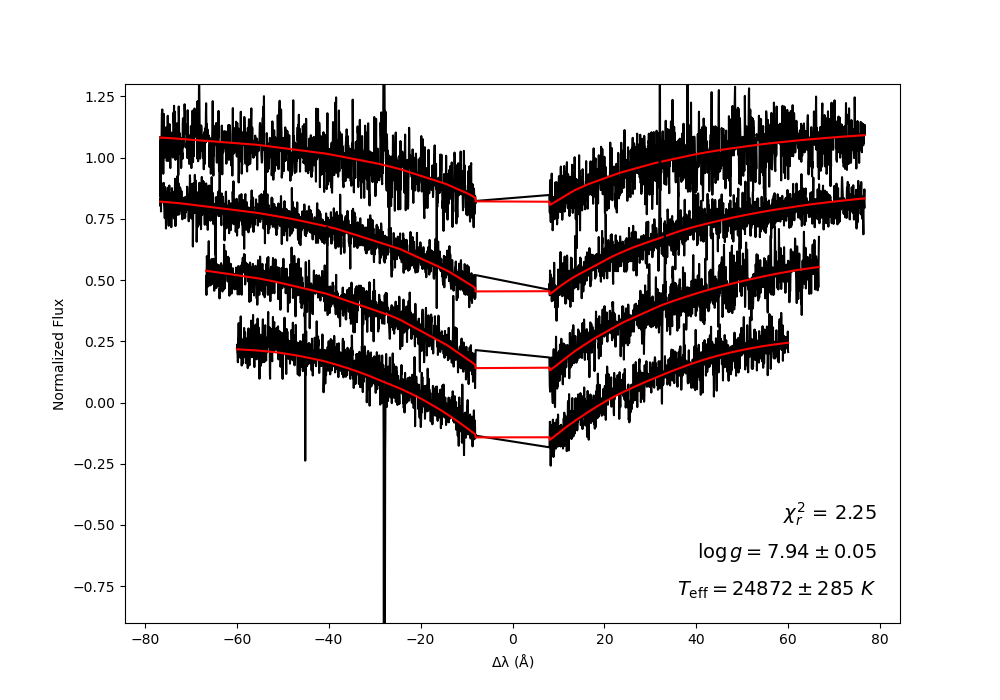 1.25
1.00
0.75
0.50
0.25
0.00
−0.25
−0.50
−0.75
Normalized Flux
χ²ᵣ = 2.25
log g = 7.94 ± 0.05
T_eff = 24872 ± 285 K
−80 −60 −40 −20 0 20 40 60 80
Δλ (Å)